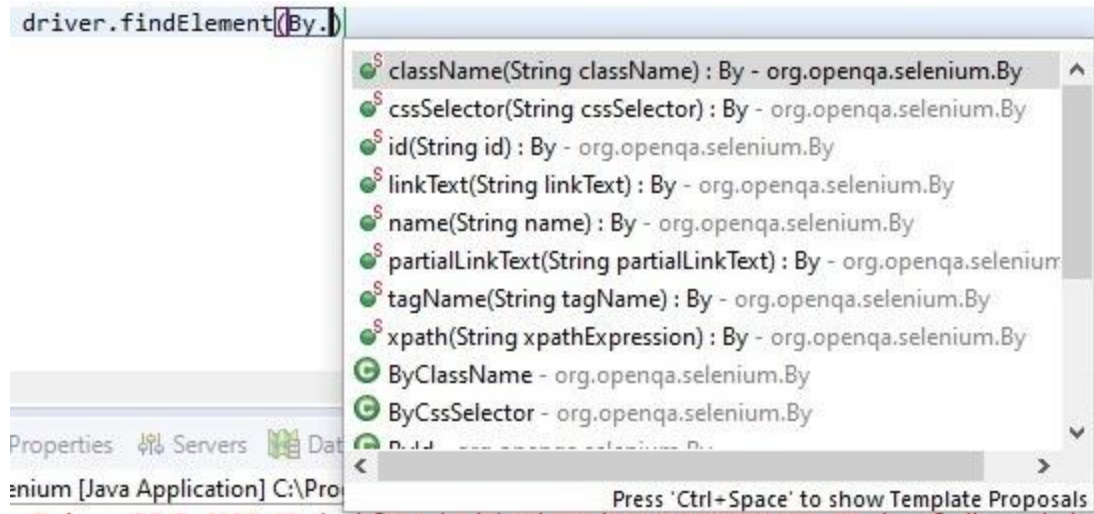 driver.findElement(By.)
className(String className) : By - org.openqa.selenium.By
cssSelector(String cssSelector) : By - org.openqa.selenium.By
id(String id) : By - org.openqa.selenium.By
linkText(String linkText) : By - org.openqa.selenium.By
name(String name) : By - org.openqa.selenium.By
partialLinkText(String partialLinkText) : By - org.openqa.selenium
tagName(String tagName) : By - org.openqa.selenium.By
xpath(String xpathExpression) : By - org.openqa.selenium.By
ByClassName - org.openqa.selenium.By
ByCssSelector - org.openqa.selenium.By
Properties Servers Dat
enium [Java Application] C:\Pro
Press 'Ctrl+Space' to show Template Proposals